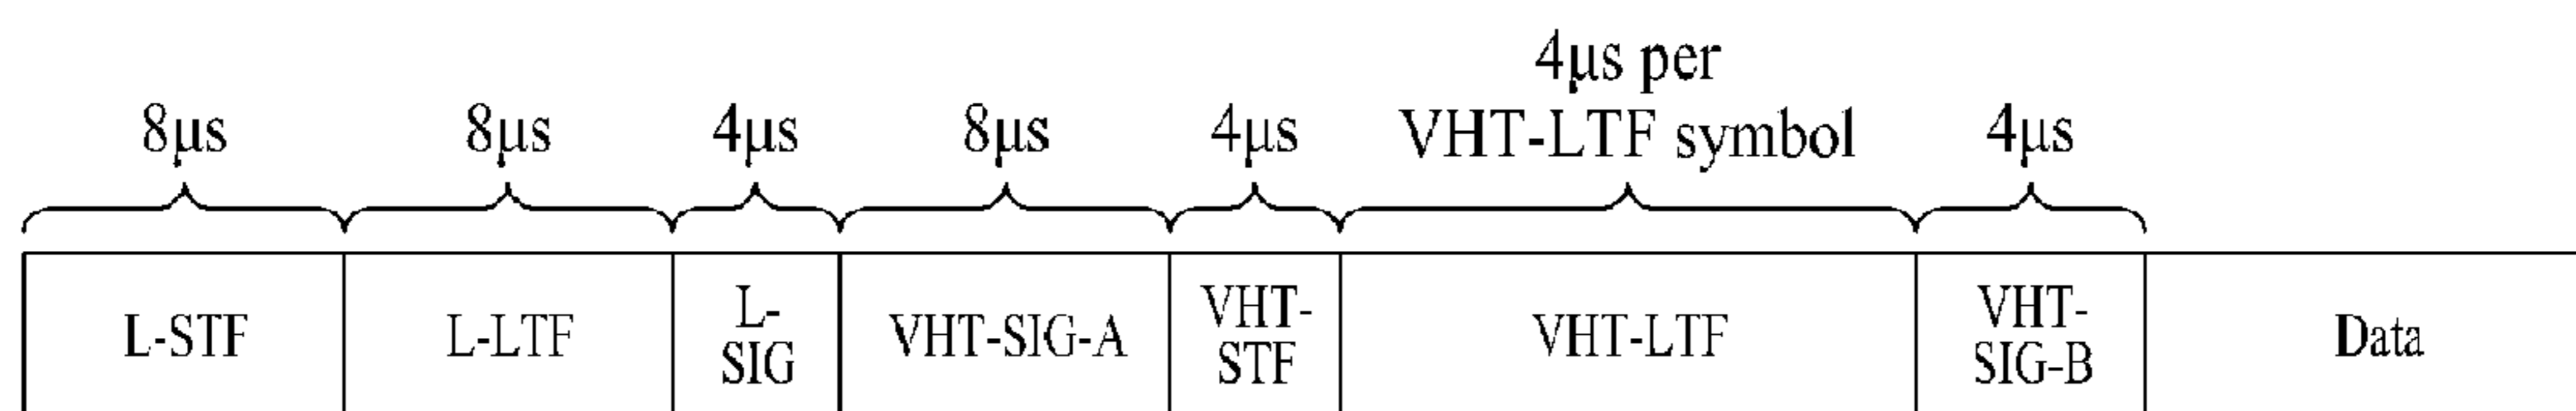 4μs per
8μs 8μs 4μs 8μs 4μs VHT-LTF symbol 4μs
L-STF L-LTF L- VHT-SIG-A VHT- VHT-LTF VHT- Data
SIG STF SIG-B